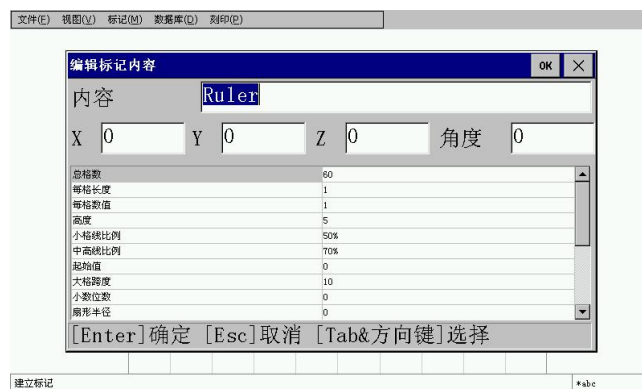 文件(F) 视图(V) 标记(M) 数据库(D) 刻印(P)
编辑标记内容 OK
内容 Ruler
X 0 Y 0 Z 0 角度 0
总格数 60
每格长度 1
每格数值 1
高度 5
小格线比例 50%
中高线比例 70%
起始值 0
大格跨度 10
小数位数 0
扇形半径 0
[Enter]确定 [Esc]取消 [Tab&方向键]选择
建立标记 *abc